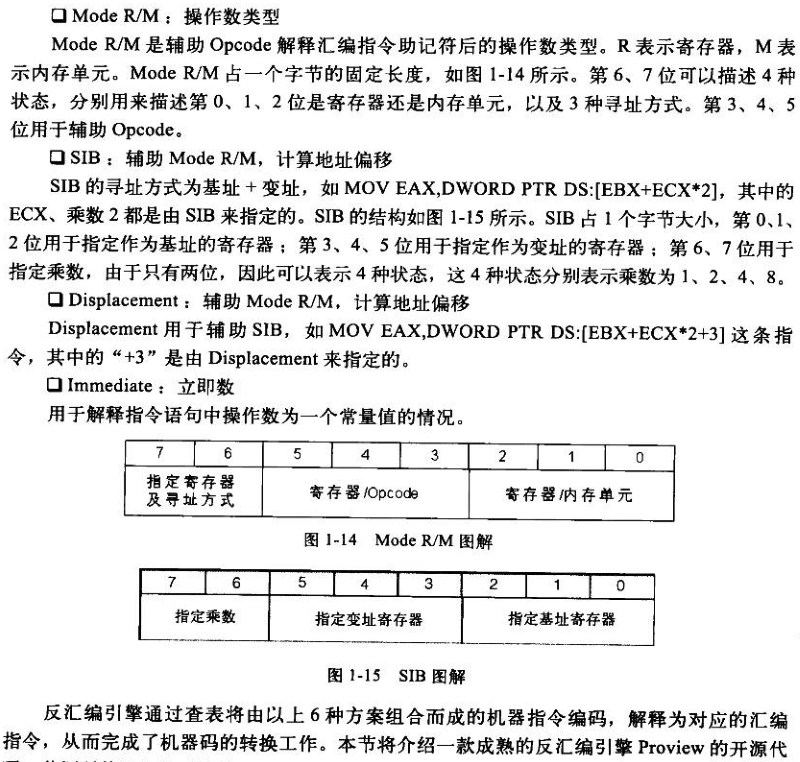 ❑ Mode R/M：操作数类型
Mode R/M 是辅助 Opcode 解释汇编指令助记符后的操作数类型。R 表示寄存器，M 表
示内存单元。Mode R/M 占一个字节的固定长度，如图 1-14 所示。第 6、7 位可以描述 4 种
状态，分别用来描述第 0、1、2 位是寄存器还是内存单元，以及 3 种寻址方式。第 3、4、5
位用于辅助 Opcode。
❑ SIB：辅助 Mode R/M，计算地址偏移
SIB 的寻址方式为基址 + 变址，如 MOV EAX,DWORD PTR DS:[EBX+ECX*2]，其中的
ECX、乘数 2 都是由 SIB 来指定的。SIB 的结构如图 1-15 所示。SIB 占 1 个字节大小，第 0、1、
2 位用于指定作为基址的寄存器；第 3、4、5 位用于指定作为变址的寄存器；第 6、7 位用于
指定乘数，由于只有两位，因此可以表示 4 种状态，这 4 种状态分别表示乘数为 1、2、4、8。
❑ Displacement：辅助 Mode R/M，计算地址偏移
Displacement 用于辅助 SIB，如 MOV EAX,DWORD PTR DS:[EBX+ECX*2+3] 这条指
令，其中的“+3”是由 Displacement 来指定的。
❑ Immediate：立即数
用于解释指令语句中操作数为一个常量值的情况。
7 6 5 4 3 2 1 0
指定寄存器
及寻址方式
寄存器/Opcode
寄存器/内存单元
图 1-14 Mode R/M 图解
7 6 5 4 3 2 1 0
指定乘数 指定变址寄存器 指定基址寄存器
图 1-15 SIB 图解
反汇编引擎通过查表将由以上 6 种方案组合而成的机器指令编码，解释为对应的汇编
指令，从而完成了机器码的转换工作。本节将介绍一款成熟的反汇编引擎 Proview 的开源代